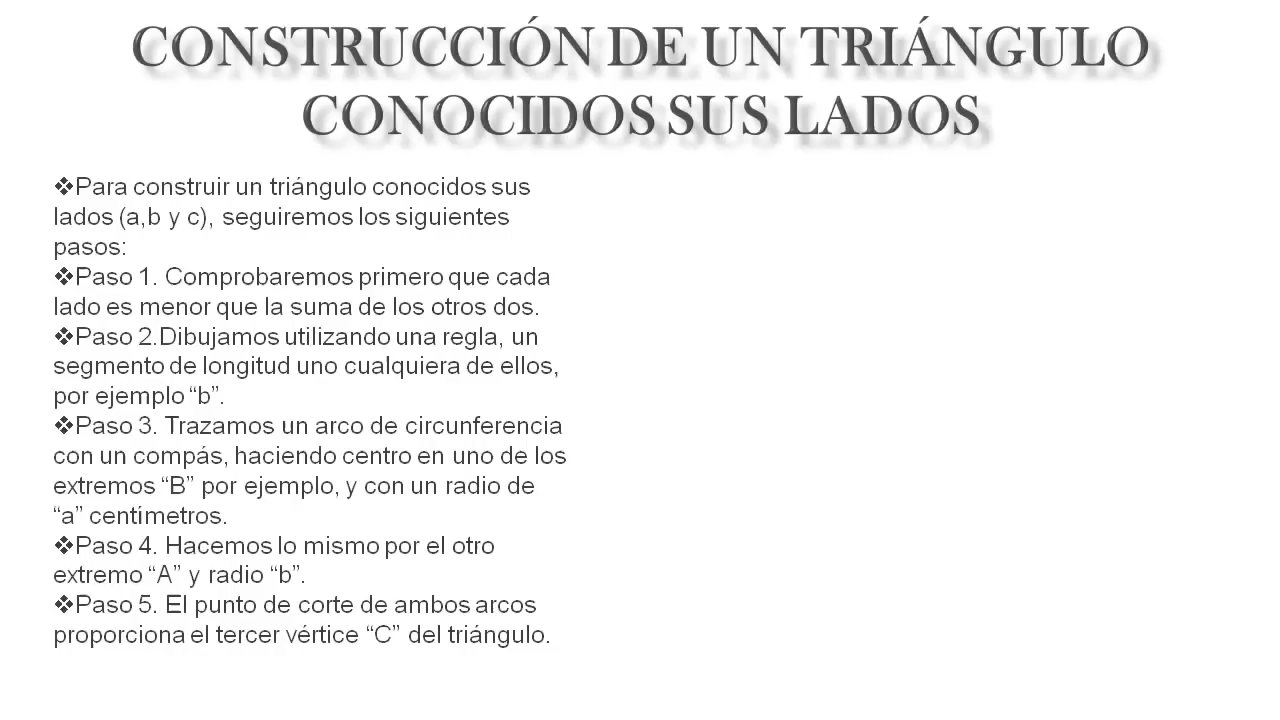 CONSTRUCCIÓN DE UN TRIÁNGULO
CONOCIDOS SUS LADOS
❖Para construir un triángulo conocidos sus
lados (a,b y c), seguiremos los siguientes
pasos:
❖Paso 1. Comprobaremos primero que cada
lado es menor que la suma de los otros dos.
❖Paso 2.Dibujamos utilizando una regla, un
segmento de longitud uno cualquiera de ellos,
por ejemplo “b”.
❖Paso 3. Trazamos un arco de circunferencia
con un compás, haciendo centro en uno de los
extremos “B” por ejemplo, y con un radio de
“a” centímetros.
❖Paso 4. Hacemos lo mismo por el otro
extremo “A” y radio “b”.
❖Paso 5. El punto de corte de ambos arcos
proporciona el tercer vértice “C” del triángulo.